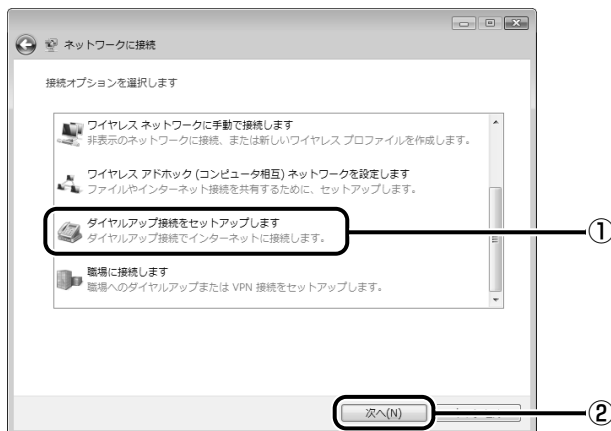 ネットワークに接続
接続オプションを選択します
ワイヤレス ネットワークに手動で接続します
非表示のネットワークに接続、または新しいワイヤレス プロファイルを作成します。
ワイヤレス アドホック (コンピュータ相互) ネットワークを設定します
ファイルやインターネット接続を共有するために、セットアップします。
ダイヤルアップ接続をセットアップします
ダイヤルアップ接続でインターネットに接続します。
①
職場に接続します
職場へのダイヤルアップまたは VPN 接続をセットアップします。
次へ(N)
②